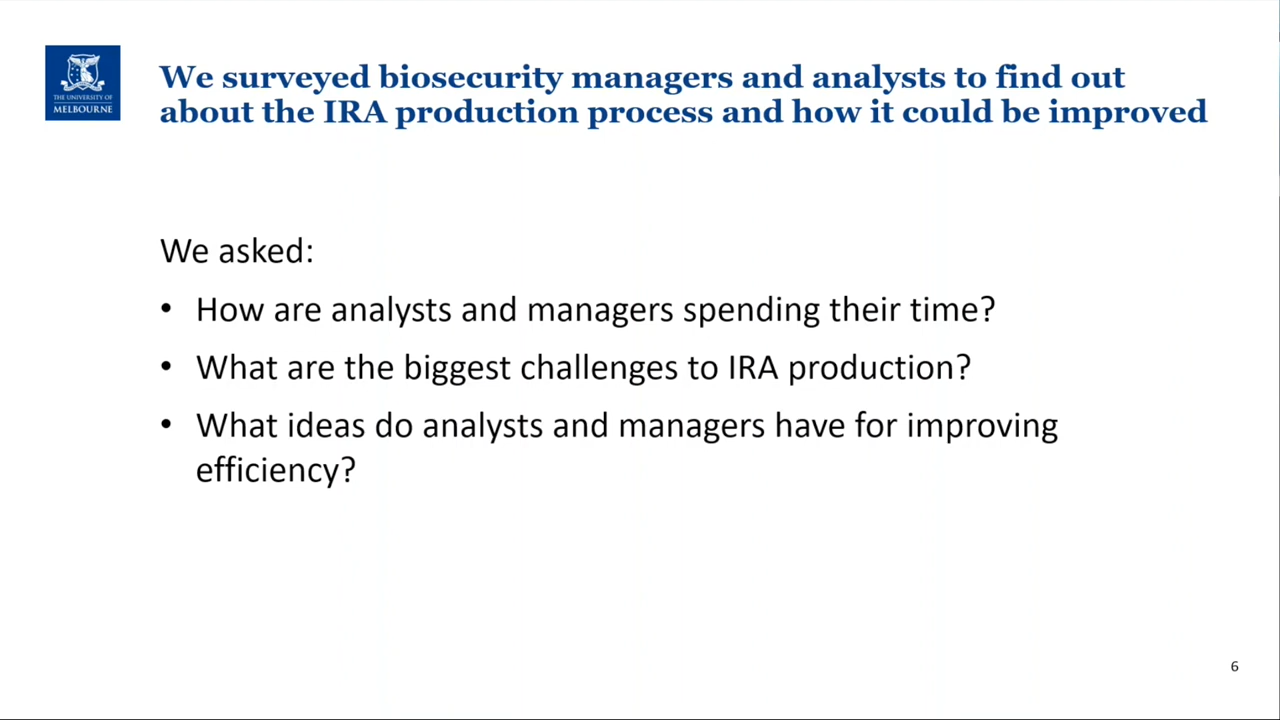 THE UNIVERSITY OF
MELBOURNE
We surveyed biosecurity managers and analysts to find out
about the IRA production process and how it could be improved
We asked:
• How are analysts and managers spending their time?
• What are the biggest challenges to IRA production?
• What ideas do analysts and managers have for improving
efficiency?
6